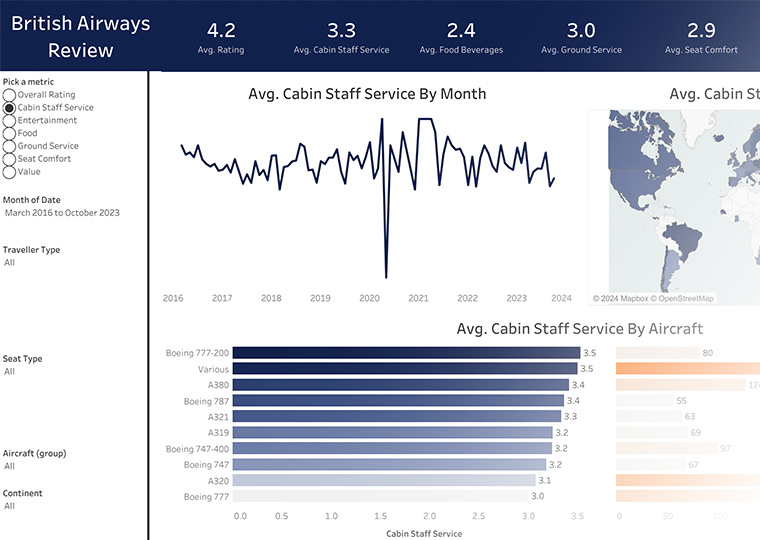 British Airways
Review
4.2
Avg. Rating
3.3
Avg. Cabin Staff Service
2.4
Avg. Food Beverages
3.0
Avg. Ground Service
2.9
Avg. Seat Comfort
Pick a metric
Overall Rating
Cabin Staff Service
Entertainment
Food
Ground Service
Seat Comfort
Value
Month of Date
March 2016 to October 2023
Traveller Type
All
Seat Type
All
Aircraft (group)
All
Continent
All
Avg. Cabin Staff Service By Month
2016 2017 2018 2019 2020 2021 2022 2023 2024
Avg. Cabin St
© 2024 Mapbox © OpenStreetMap
Avg. Cabin Staff Service By Aircraft
Boeing 777-200 3.5 80
Various 3.5
A380 3.4 124
Boeing 787 3.4 55
A321 3.3 63
A319 3.2 69
Boeing 747-400 3.2 97
Boeing 747 3.2 67
A320 3.1
Boeing 777 3.0
0.0 0.5 1.0 1.5 2.0 2.5 3.0 3.5 0 50 100
Cabin Staff Service